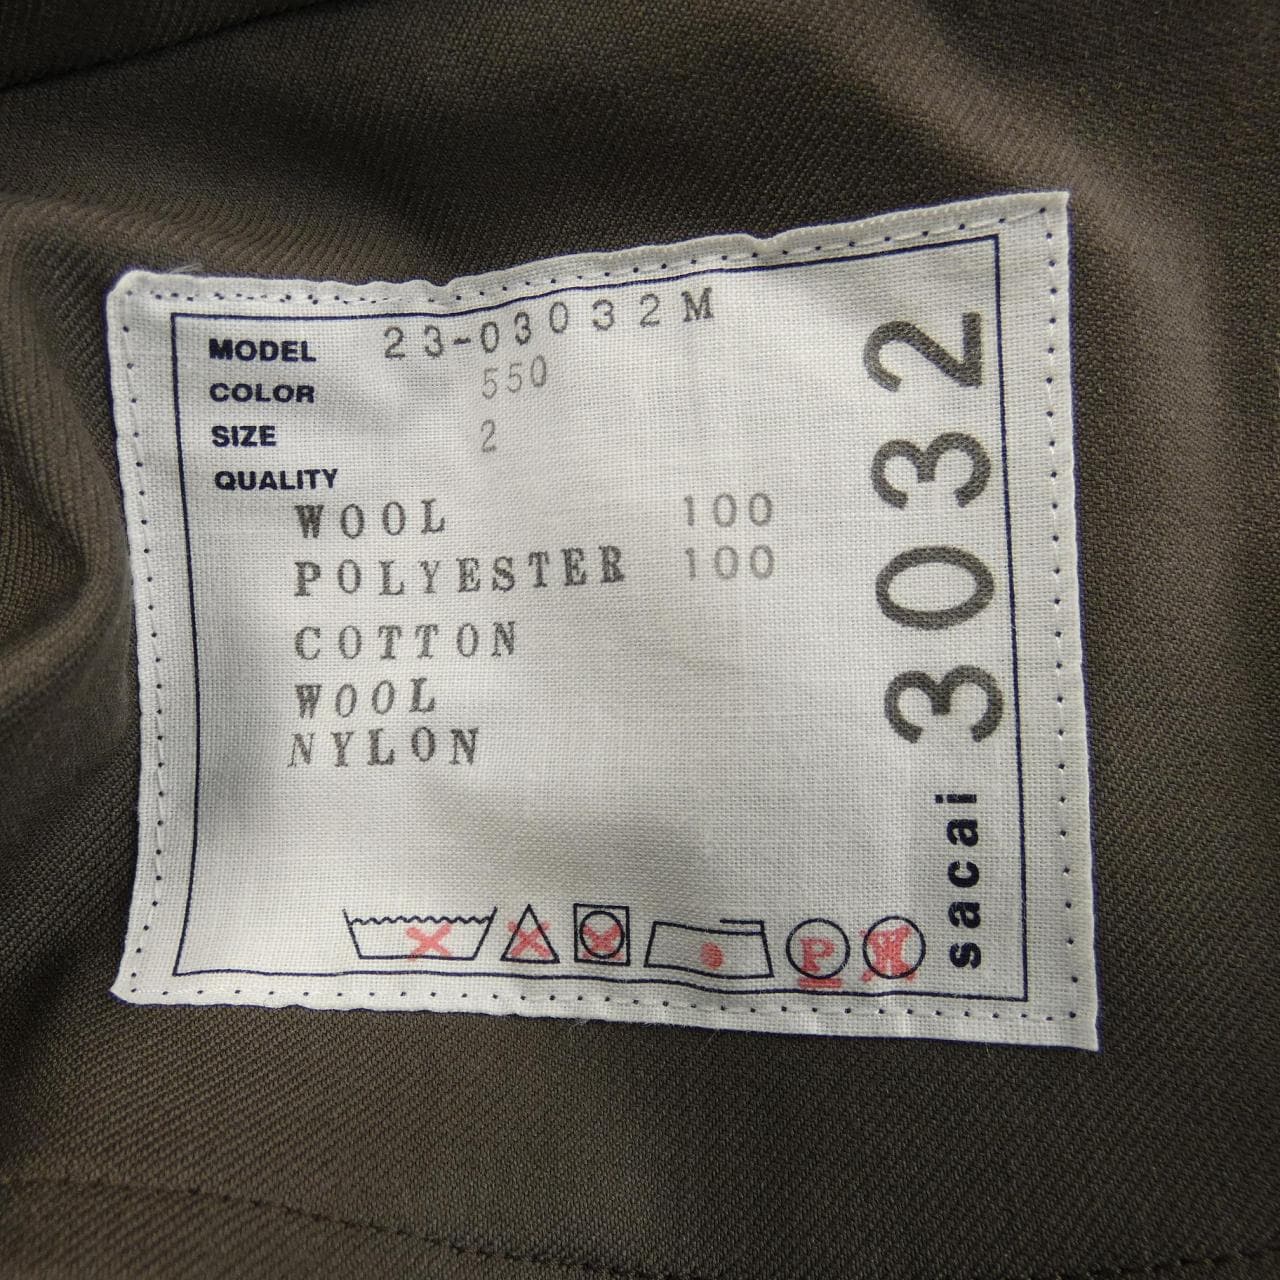 MODEL 23-03032M
COLOR 550
SIZE 2
QUALITY
WOOL 100
POLYESTER 100
COTTON
WOOL
NYLON
P W
sacai 3032